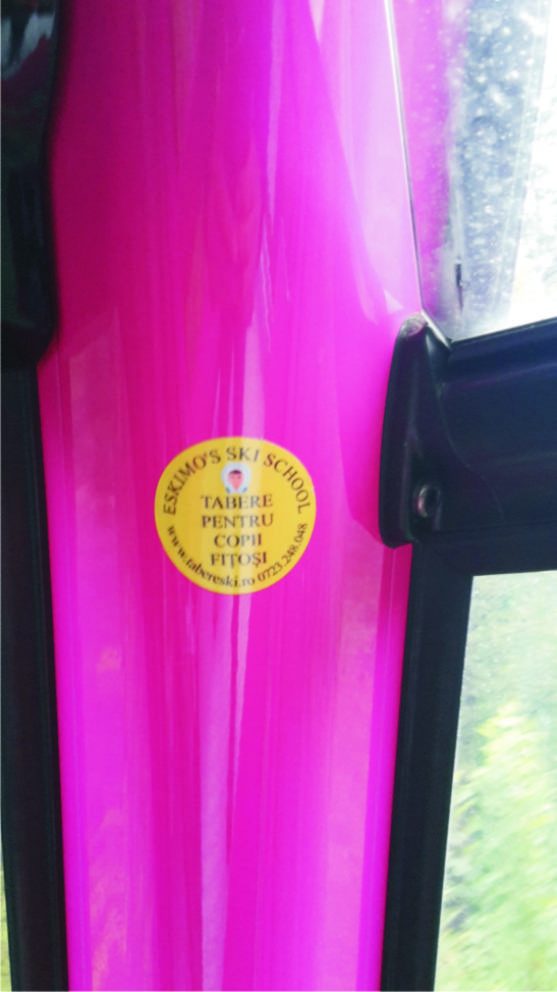 ESKIMO'S SKI SCHOOL
TABERE
PENTRU
COPII
FIȚOȘI
www.tabereski.ro 0723.248.048